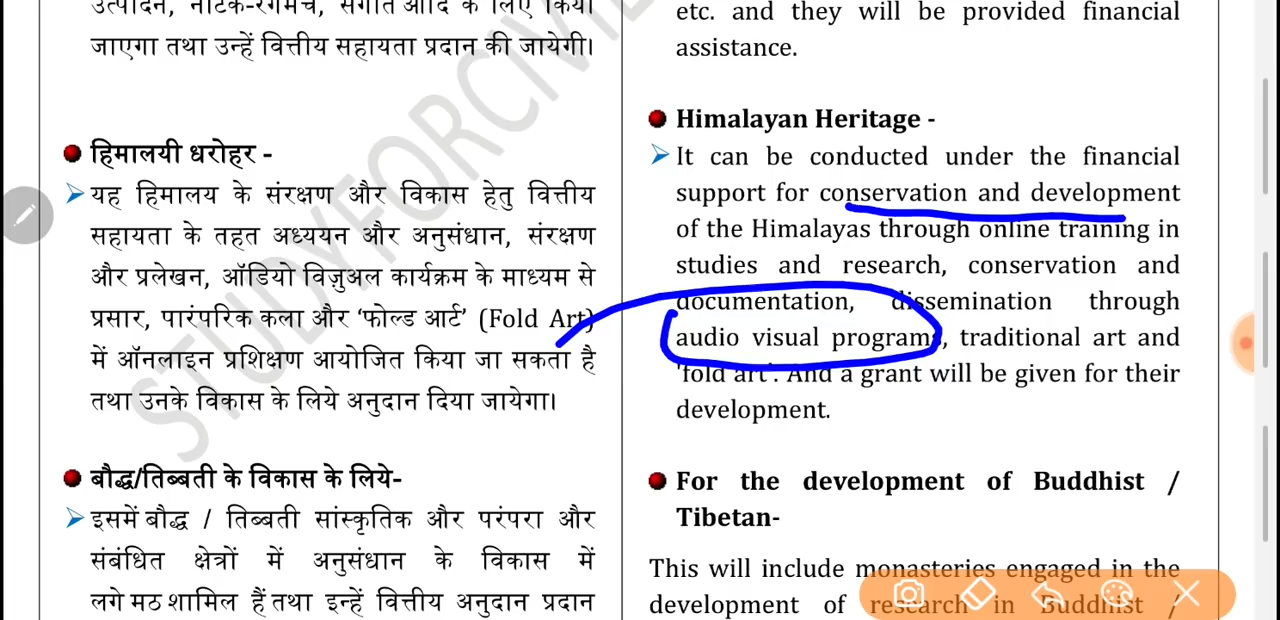 उत्पादन, नाटक-रंगमंच, संगीत आदि के लिए किया
जाएगा तथा उन्हें वित्तीय सहायता प्रदान की जायेगी।
हिमालयी धरोहर -
यह हिमालय के संरक्षण और विकास हेतु वित्तीय
सहायता के तहत अध्ययन और अनुसंधान, संरक्षण
और प्रलेखन, ऑडियो विज़ुअल कार्यक्रम के माध्यम से
प्रसार, पारंपरिक कला और ‘फोल्ड आर्ट’ (Fold Art)
में ऑनलाइन प्रशिक्षण आयोजित किया जा सकता है
तथा उनके विकास के लिये अनुदान दिया जायेगा।
बौद्ध/तिब्बती के विकास के लिये-
इसमें बौद्ध / तिब्बती सांस्कृतिक और परंपरा और
संबंधित क्षेत्रों में अनुसंधान के विकास में
लगे मठ शामिल हैं तथा इन्हें वित्तीय अनुदान प्रदान
etc. and they will be provided financial
assistance.
Himalayan Heritage -
It can be conducted under the financial
support for conservation and development
of the Himalayas through online training in
studies and research, conservation and
documentation, dissemination through
audio visual programs, traditional art and
'fold art'. And a grant will be given for their
development.
For the development of Buddhist /
Tibetan-
This will include monasteries engaged in the
development of research in Buddhist /
STUDYFORCIVIL